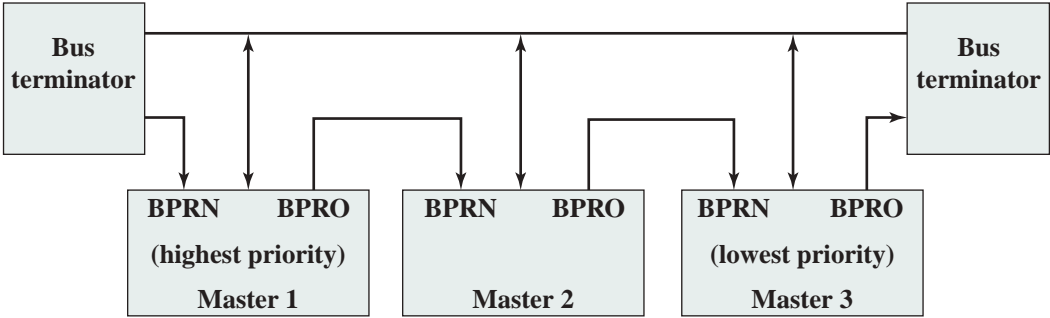 Bus
terminator
Bus
terminator
BPRN BPRO
(highest priority)
Master 1
BPRN BPRO
Master 2
BPRN BPRO
(lowest priority)
Master 3